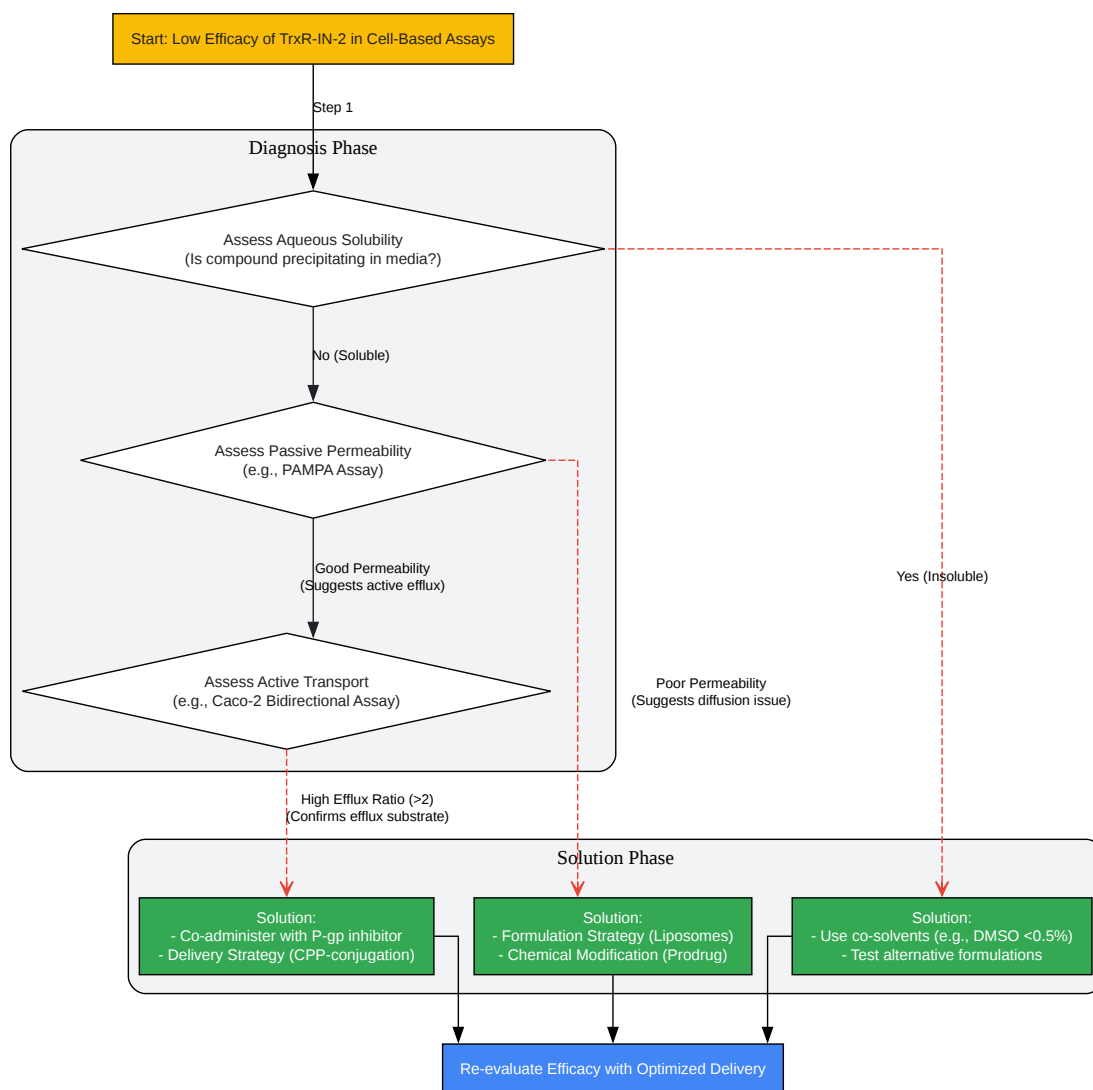 Start: Low Efficacy of TrxR-IN-2 in Cell-Based Assays
Step 1
Diagnosis Phase
Assess Aqueous Solubility
(Is compound precipitating in media?)
No (Soluble)
Assess Passive Permeability
(e.g., PAMPA Assay)
Good Permeability
(Suggests active efflux)
Yes (Insoluble)
Assess Active Transport
(e.g., Caco-2 Bidirectional Assay)
Poor Permeability
(Suggests diffusion issue)
High Efflux Ratio (>2)
(Confirms efflux substrate)
Solution Phase
Solution:
- Co-administer with P-gp inhibitor
- Delivery Strategy (CPP-conjugation)
Solution:
- Formulation Strategy (Liposomes)
- Chemical Modification (Prodrug)
Solution:
- Use co-solvents (e.g., DMSO <0.5%)
- Test alternative formulations
Re-evaluate Efficacy with Optimized Delivery